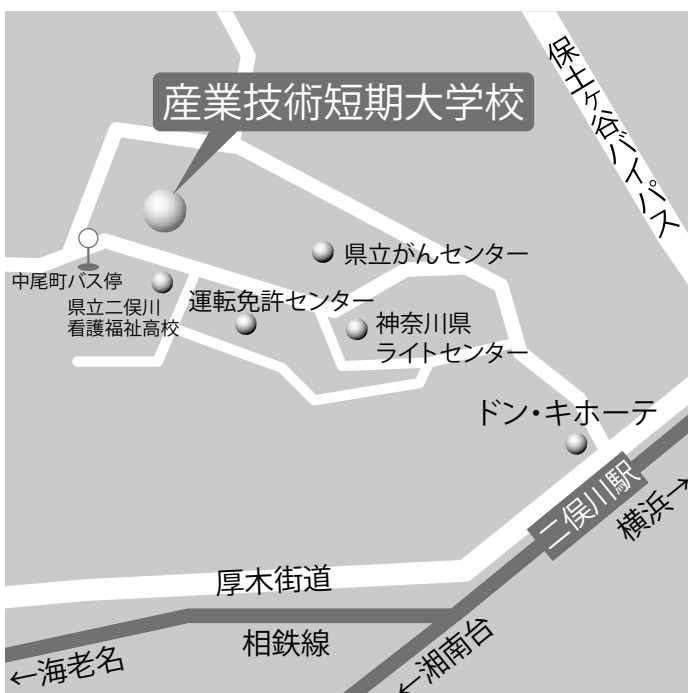 産業技術短期大学校
保土ヶ谷バイパス
県立がんセンター
中尾町バス停
県立二俣川
看護福祉高校
運転免許センター
神奈川県
ライトセンター
ドン・キホーテ
二俣川駅
横浜→
厚木街道
相鉄線
←海老名
←湘南台